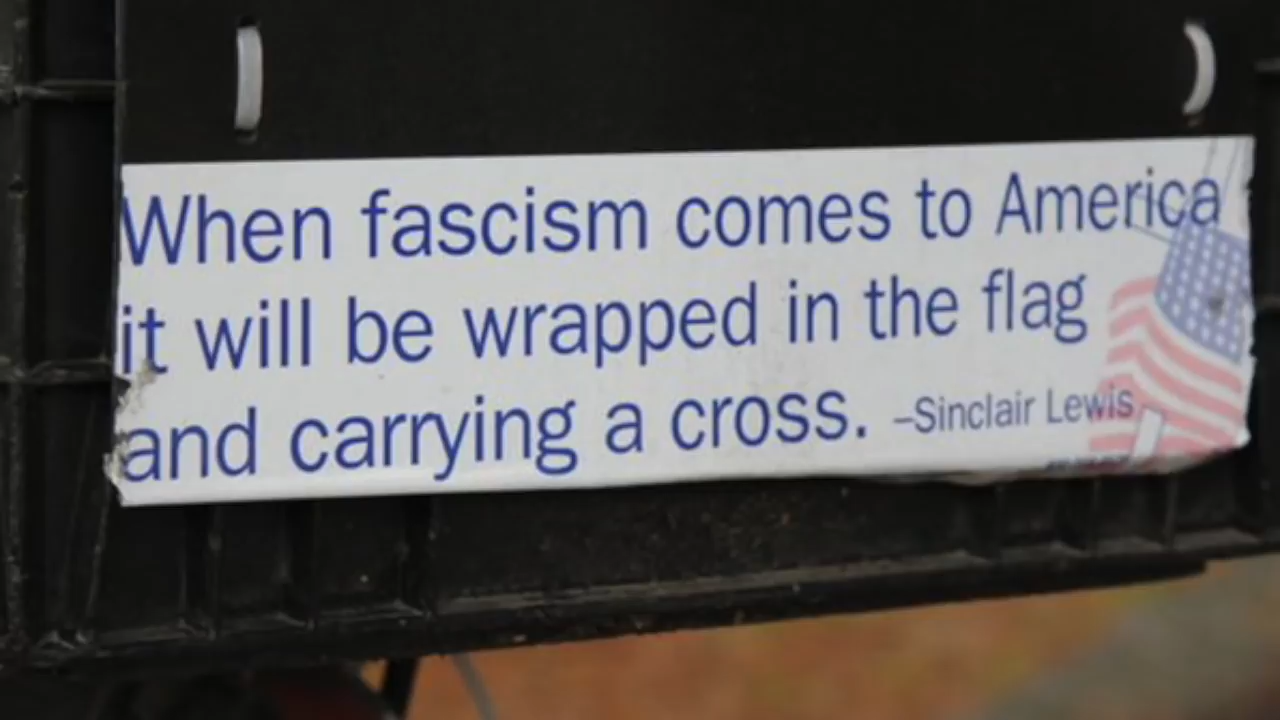 When fascism comes to America
it will be wrapped in the flag
and carrying a cross. –Sinclair Lewis